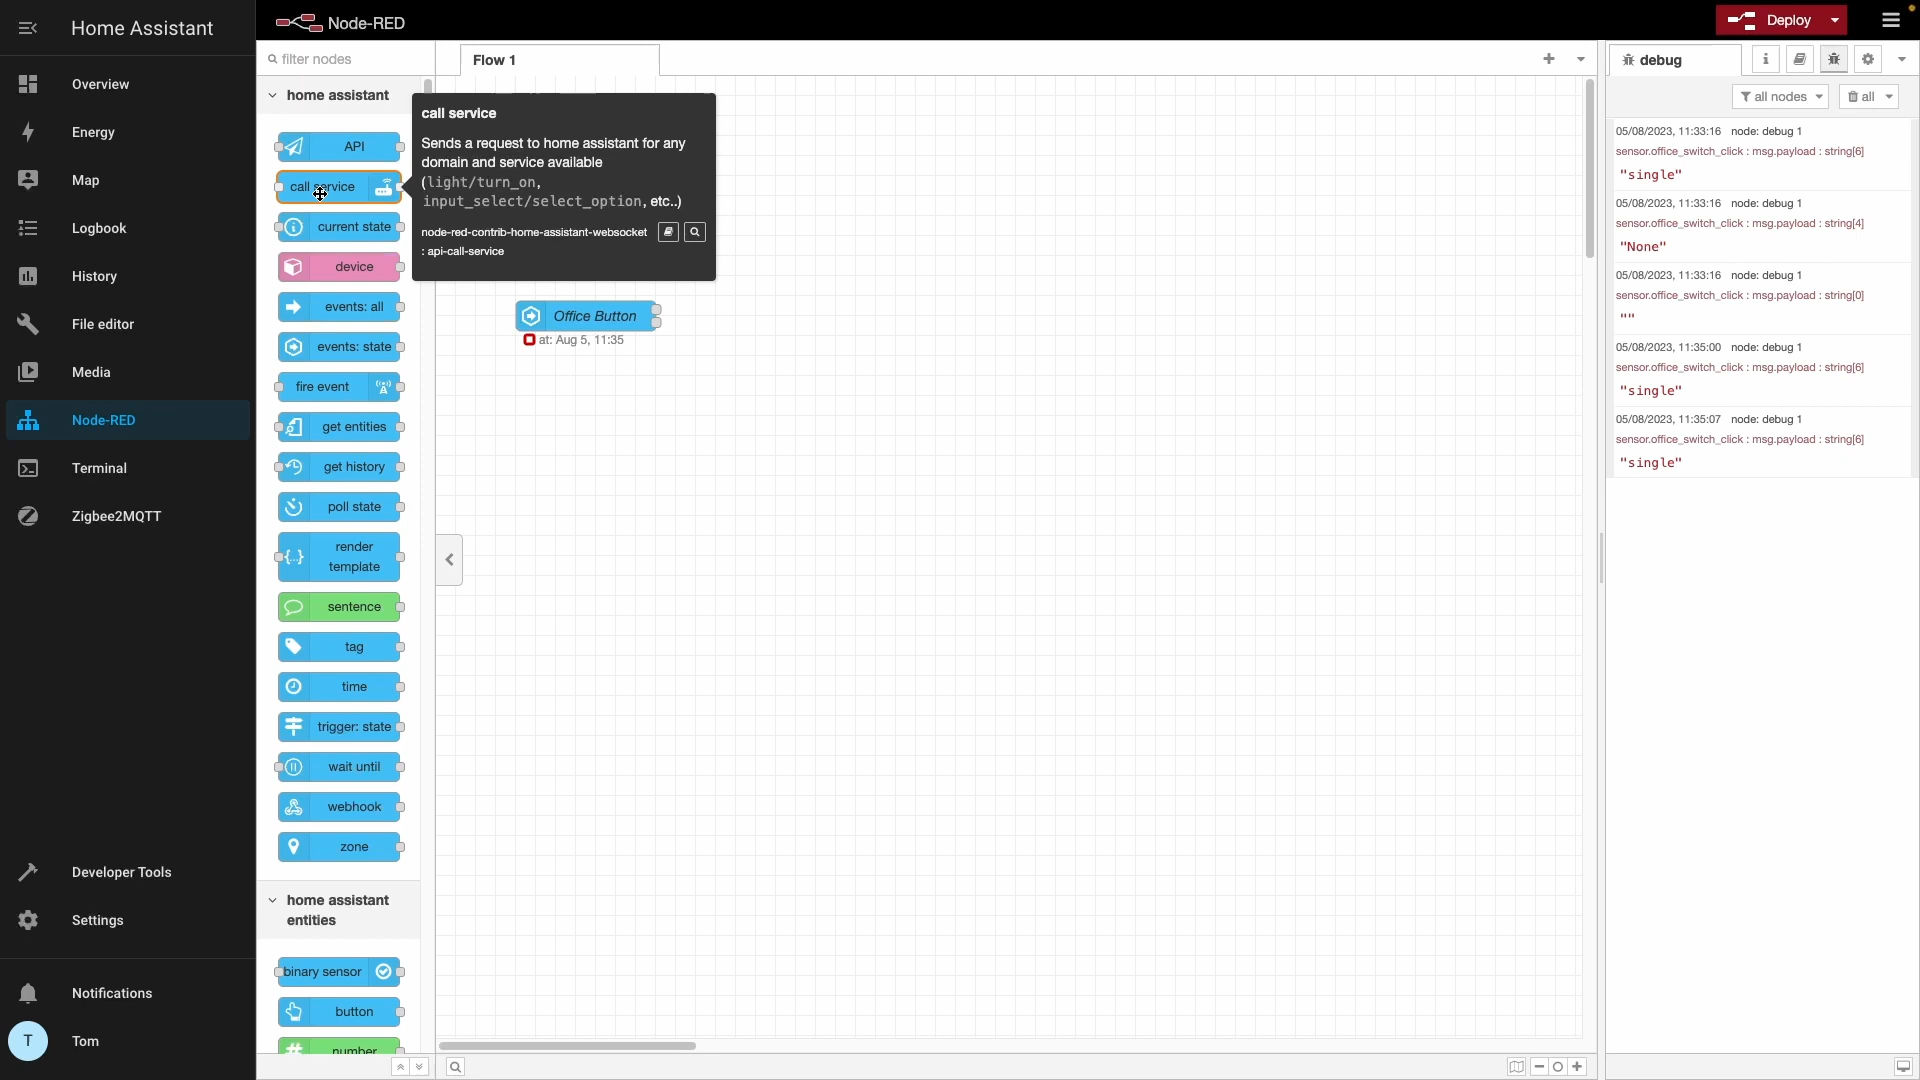 Home Assistant
Overview
Energy
Map
Logbook
History
File editor
Media
Node-RED
Terminal
Zigbee2MQTT
Developer Tools
Settings
Notifications
T
Tom
Node-RED
Deploy
filter nodes
home assistant
API
call service
current state
device
events: all
events: state
fire event
get entities
get history
poll state
render
template
sentence
tag
time
trigger: state
wait until
webhook
zone
home assistant
entities
binary sensor
button
number
Flow 1
call service
Sends a request to home assistant for any
domain and service available
(light/turn_on,
input_select/select_option, etc..)
node-red-contrib-home-assistant-websocket
: api-call-service
Office Button
at: Aug 5, 11:35
debug
all nodes
all
05/08/2023, 11:33:16 node: debug 1
sensor.office_switch_click : msg.payload : string[6]
"single"
05/08/2023, 11:33:16 node: debug 1
sensor.office_switch_click : msg.payload : string[4]
"None"
05/08/2023, 11:33:16 node: debug 1
sensor.office_switch_click : msg.payload : string[0]
""
05/08/2023, 11:35:00 node: debug 1
sensor.office_switch_click : msg.payload : string[6]
"single"
05/08/2023, 11:35:07 node: debug 1
sensor.office_switch_click : msg.payload : string[6]
"single"